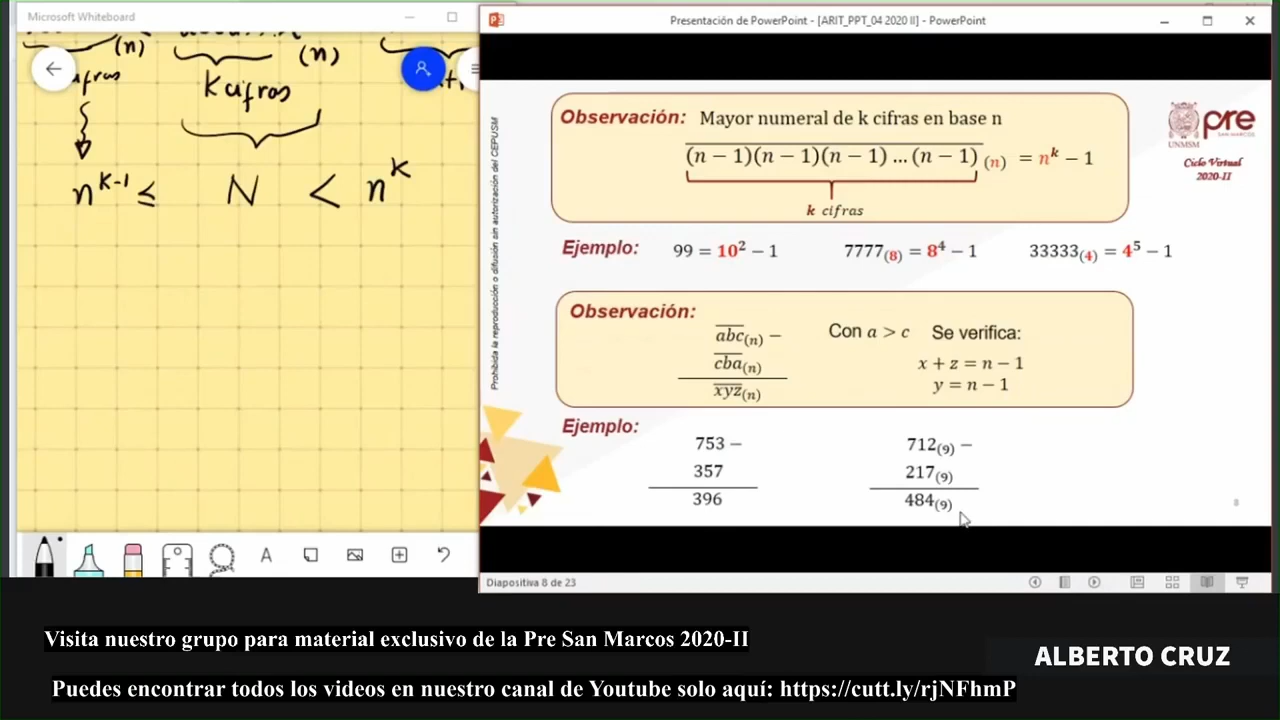 Microsoft Whiteboard
(n)
(n)
k cifras
n^{k-1} ≤ N < n^k
Presentación de PowerPoint - [ARIT_PPT_04 2020 II] - PowerPoint
Prohibida la reproducción o difusión sin autorización del CEPUSM
UNMSM
pre
SAN MARCOS
Ciclo Virtual
2020-II
Observación: Mayor numeral de k cifras en base n
(n − 1)(n − 1)(n − 1) … (n − 1)(n) = n^k − 1
k cifras
Ejemplo: 99 = 10² − 1 7777(8) = 8⁴ − 1 33333(4) = 4⁵ − 1
Observación:
abc(n) − Con a > c Se verifica:
cba(n) x + z = n − 1
xyz(n) y = n − 1
Ejemplo:
753 − 712(9) −
357 217(9)
396 484(9)
8
Diapositiva 8 de 23
Visita nuestro grupo para material exclusivo de la Pre San Marcos 2020-II
ALBERTO CRUZ
Puedes encontrar todos los videos en nuestro canal de Youtube solo aquí: https://cutt.ly/rjNFhmP